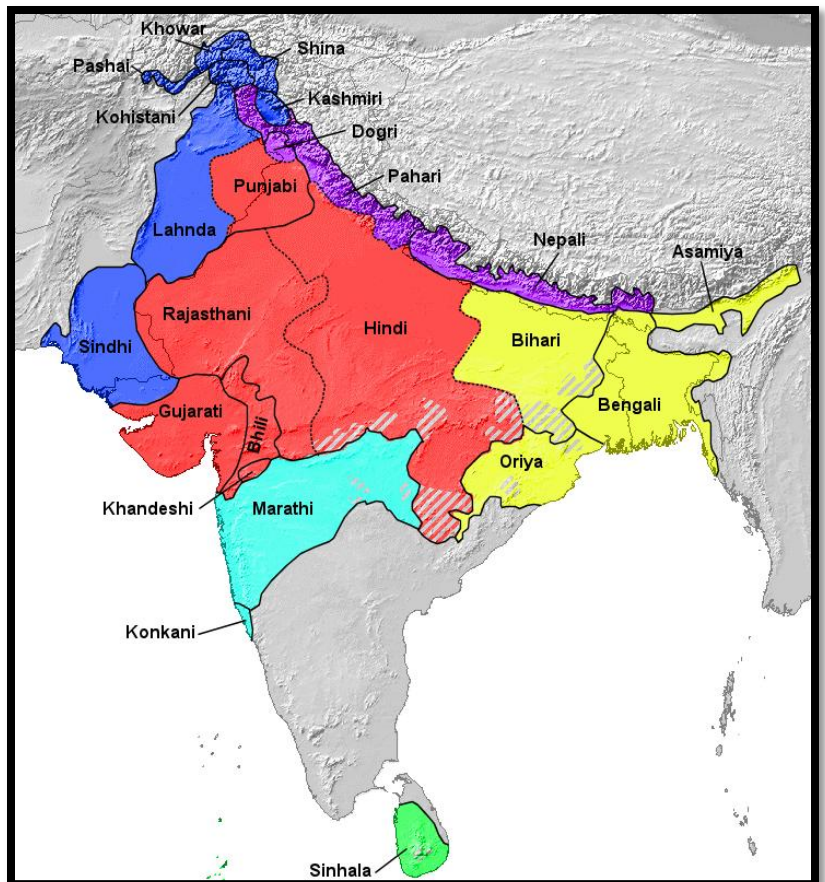 Khowar
Shina
Pashai
Kashmiri
Kohistani
Dogri
Pahari
Punjabi
Lahnda
Nepali
Asamiya
Rajasthani
Hindi
Bihari
Sindhi
Gujarati
Bengali
Bhili
Oriya
Khandeshi
Marathi
Konkani
Sinhala